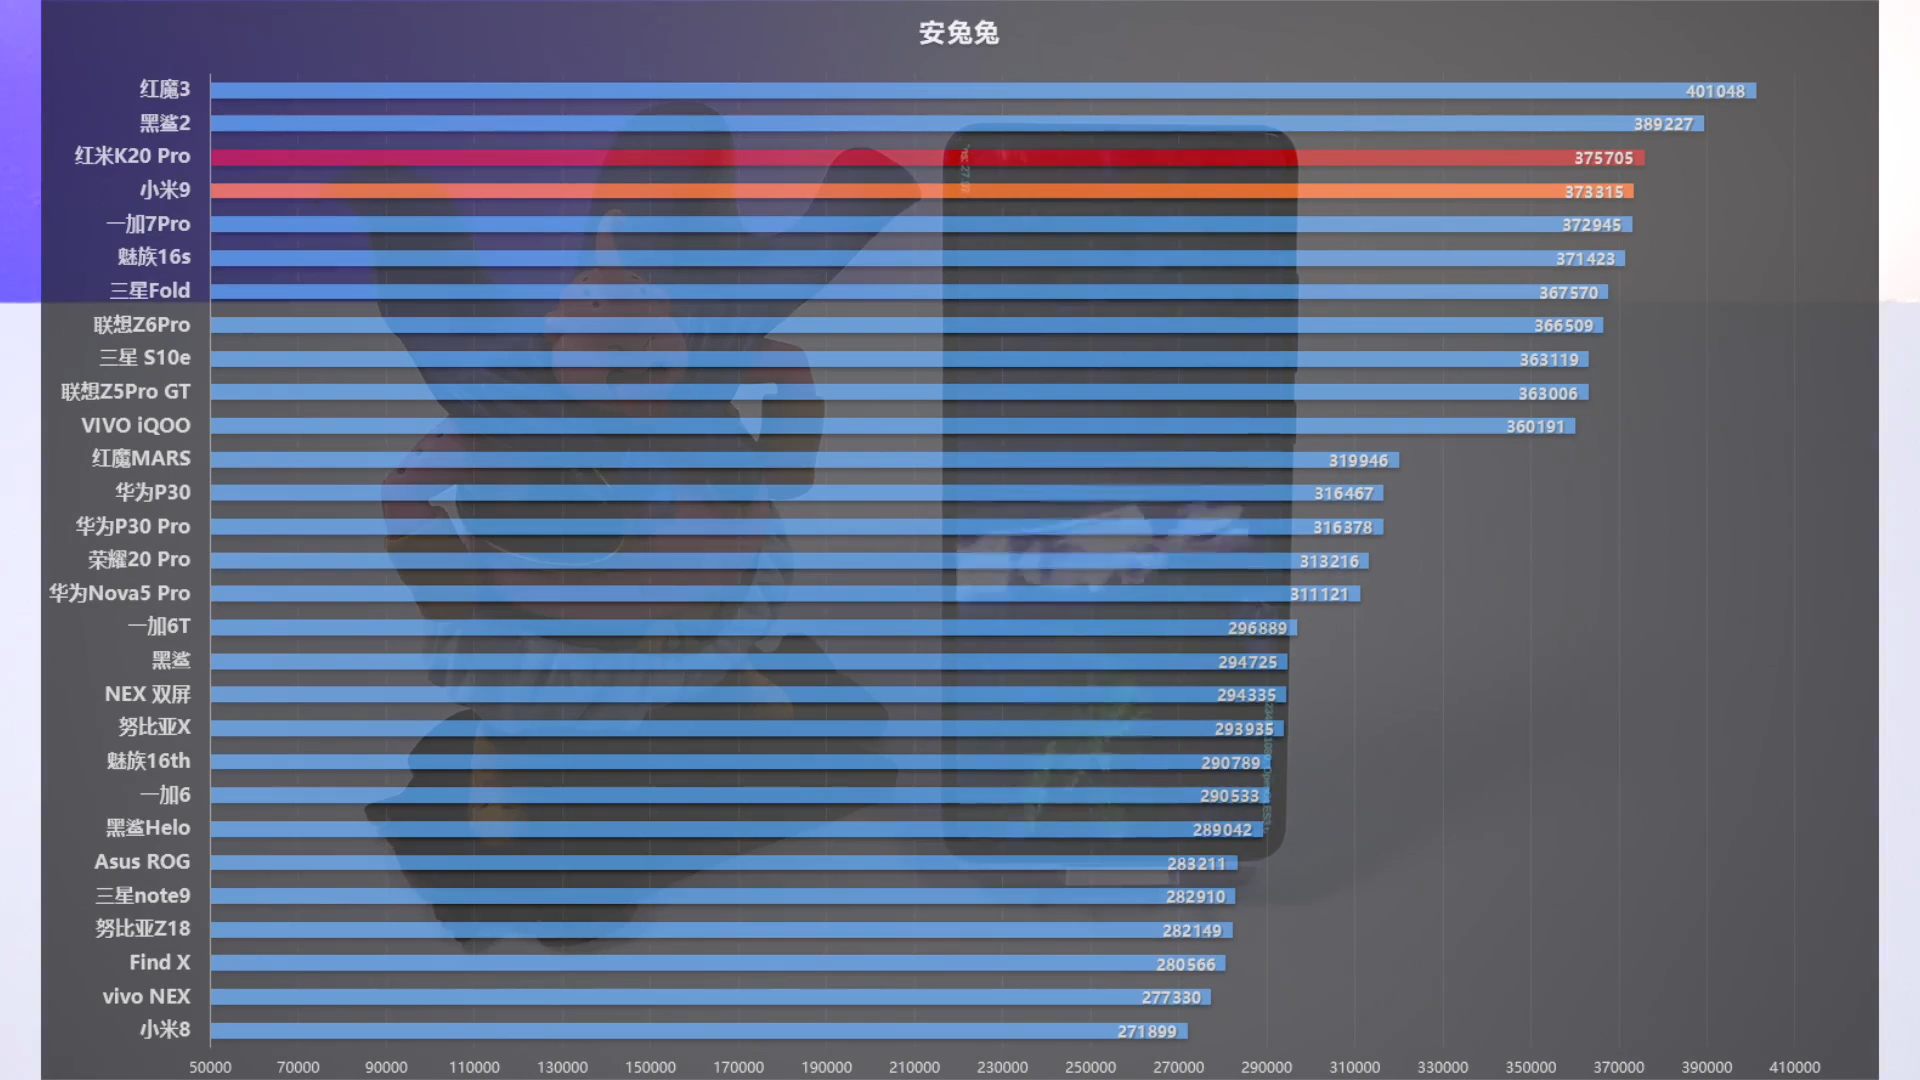 安兔兔
红魔3 401048
黑鲨2 389227
红米K20 Pro 375705
小米9 373315
一加7Pro 372945
魅族16s 371423
三星Fold 367570
联想Z6Pro 366509
三星 S10e 363119
联想Z5Pro GT 363006
VIVO iQOO 360191
红魔MARS 319946
华为P30 316467
华为P30 Pro 316378
荣耀20 Pro 313216
华为Nova5 Pro 311121
一加6T 296889
黑鲨 294725
NEX 双屏 294335
努比亚X 293935
魅族16th 290789
一加6 290533
黑鲨Helo 289042
Asus ROG 283211
三星note9 282910
努比亚Z18 282149
Find X 280566
vivo NEX 277330
小米8 271899
50000 70000 90000 110000 130000 150000 170000 190000 210000 230000 250000 270000 290000 310000 330000 350000 370000 390000 410000